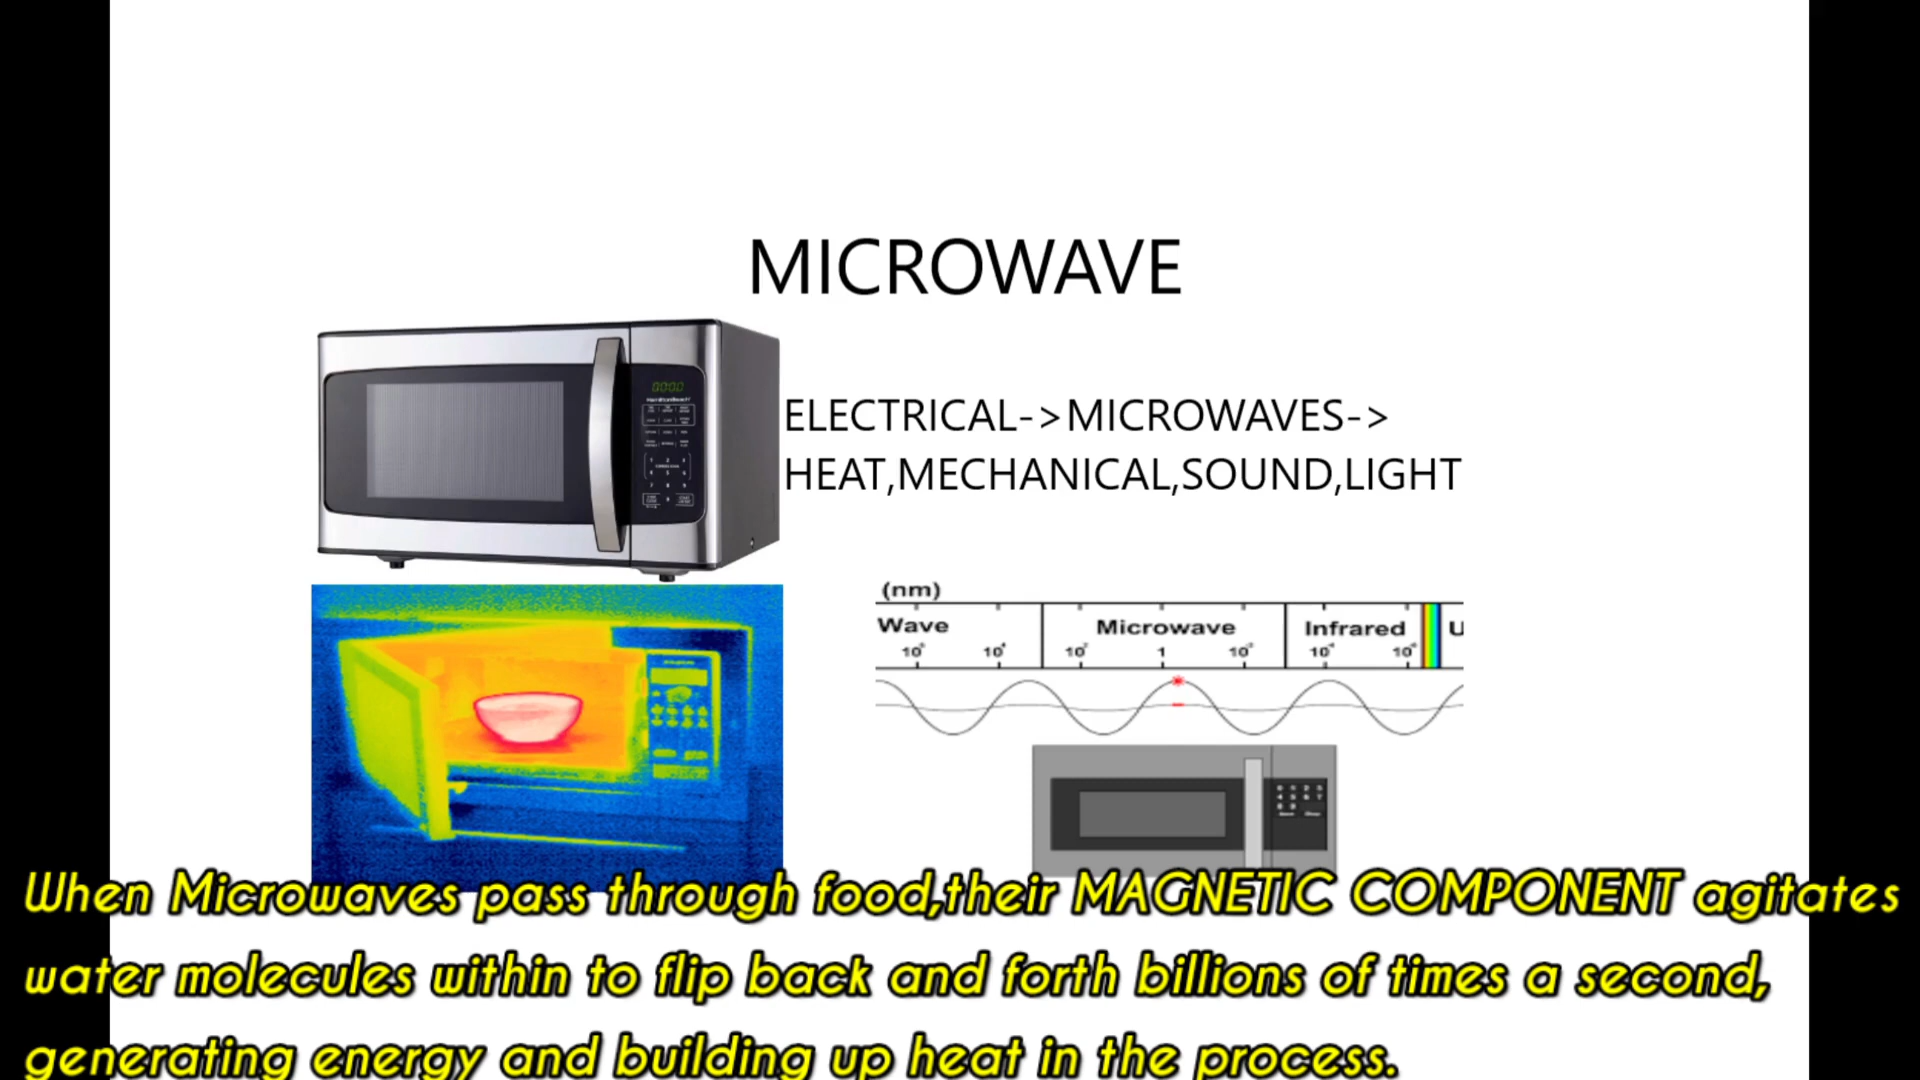 MICROWAVE
00:00
ELECTRICAL->MICROWAVES->
HEAT,MECHANICAL,SOUND,LIGHT
(nm)
Wave Microwave Infrared U
When Microwaves pass through food,their MAGNETIC COMPONENT agitates
water molecules within to flip back and forth billions of times a second,
generating energy and building up heat in the process.